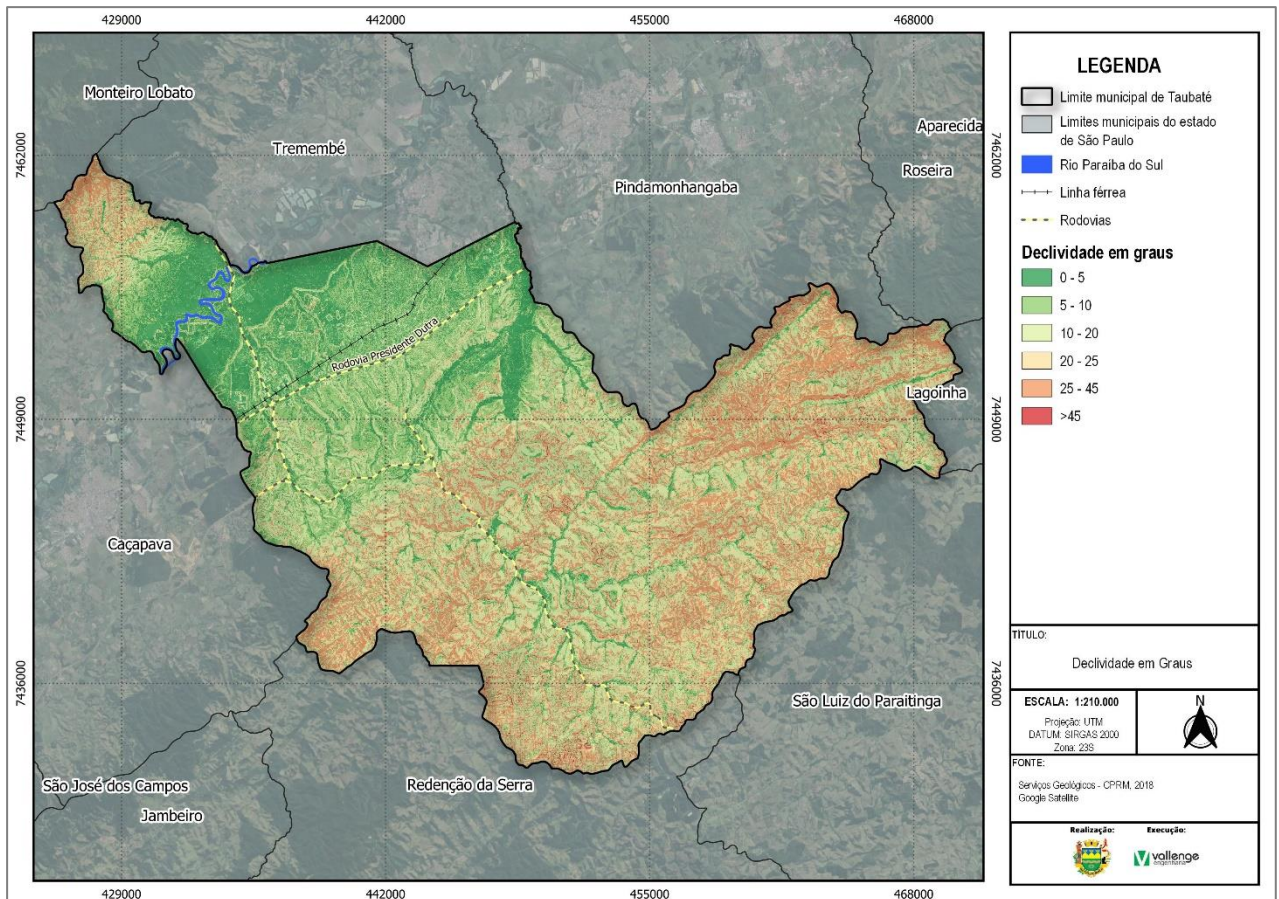 429000
442000
455000
468000
Monteiro Lobato
Tremembé
Pindamonhangaba
Aparecida
Roseira
7462000
7462000
Rodovia Presidente Dutra
Lagoinha
7449000
7449000
Caçapava
7436000
7436000
São Luiz do Paraitinga
São José dos Campos
Jambeiro
Redenção da Serra
429000
442000
455000
468000
LEGENDA
Limite municipal de Taubaté
Limites municipais do estado
de São Paulo
Rio Paraíba do Sul
Linha férrea
Rodovias
Declividade em graus
0 - 5
5 - 10
10 - 20
20 - 25
25 - 45
>45
TÍTULO:
Declividade em Graus
ESCALA: 1:210.000
Projeção: UTM
DATUM: SIRGAS 2000
Zona: 23S
N
FONTE:
Serviços Geológicos - CPRM, 2018
Google Satellite
Realização:
Execução:
vallenge
engenharia